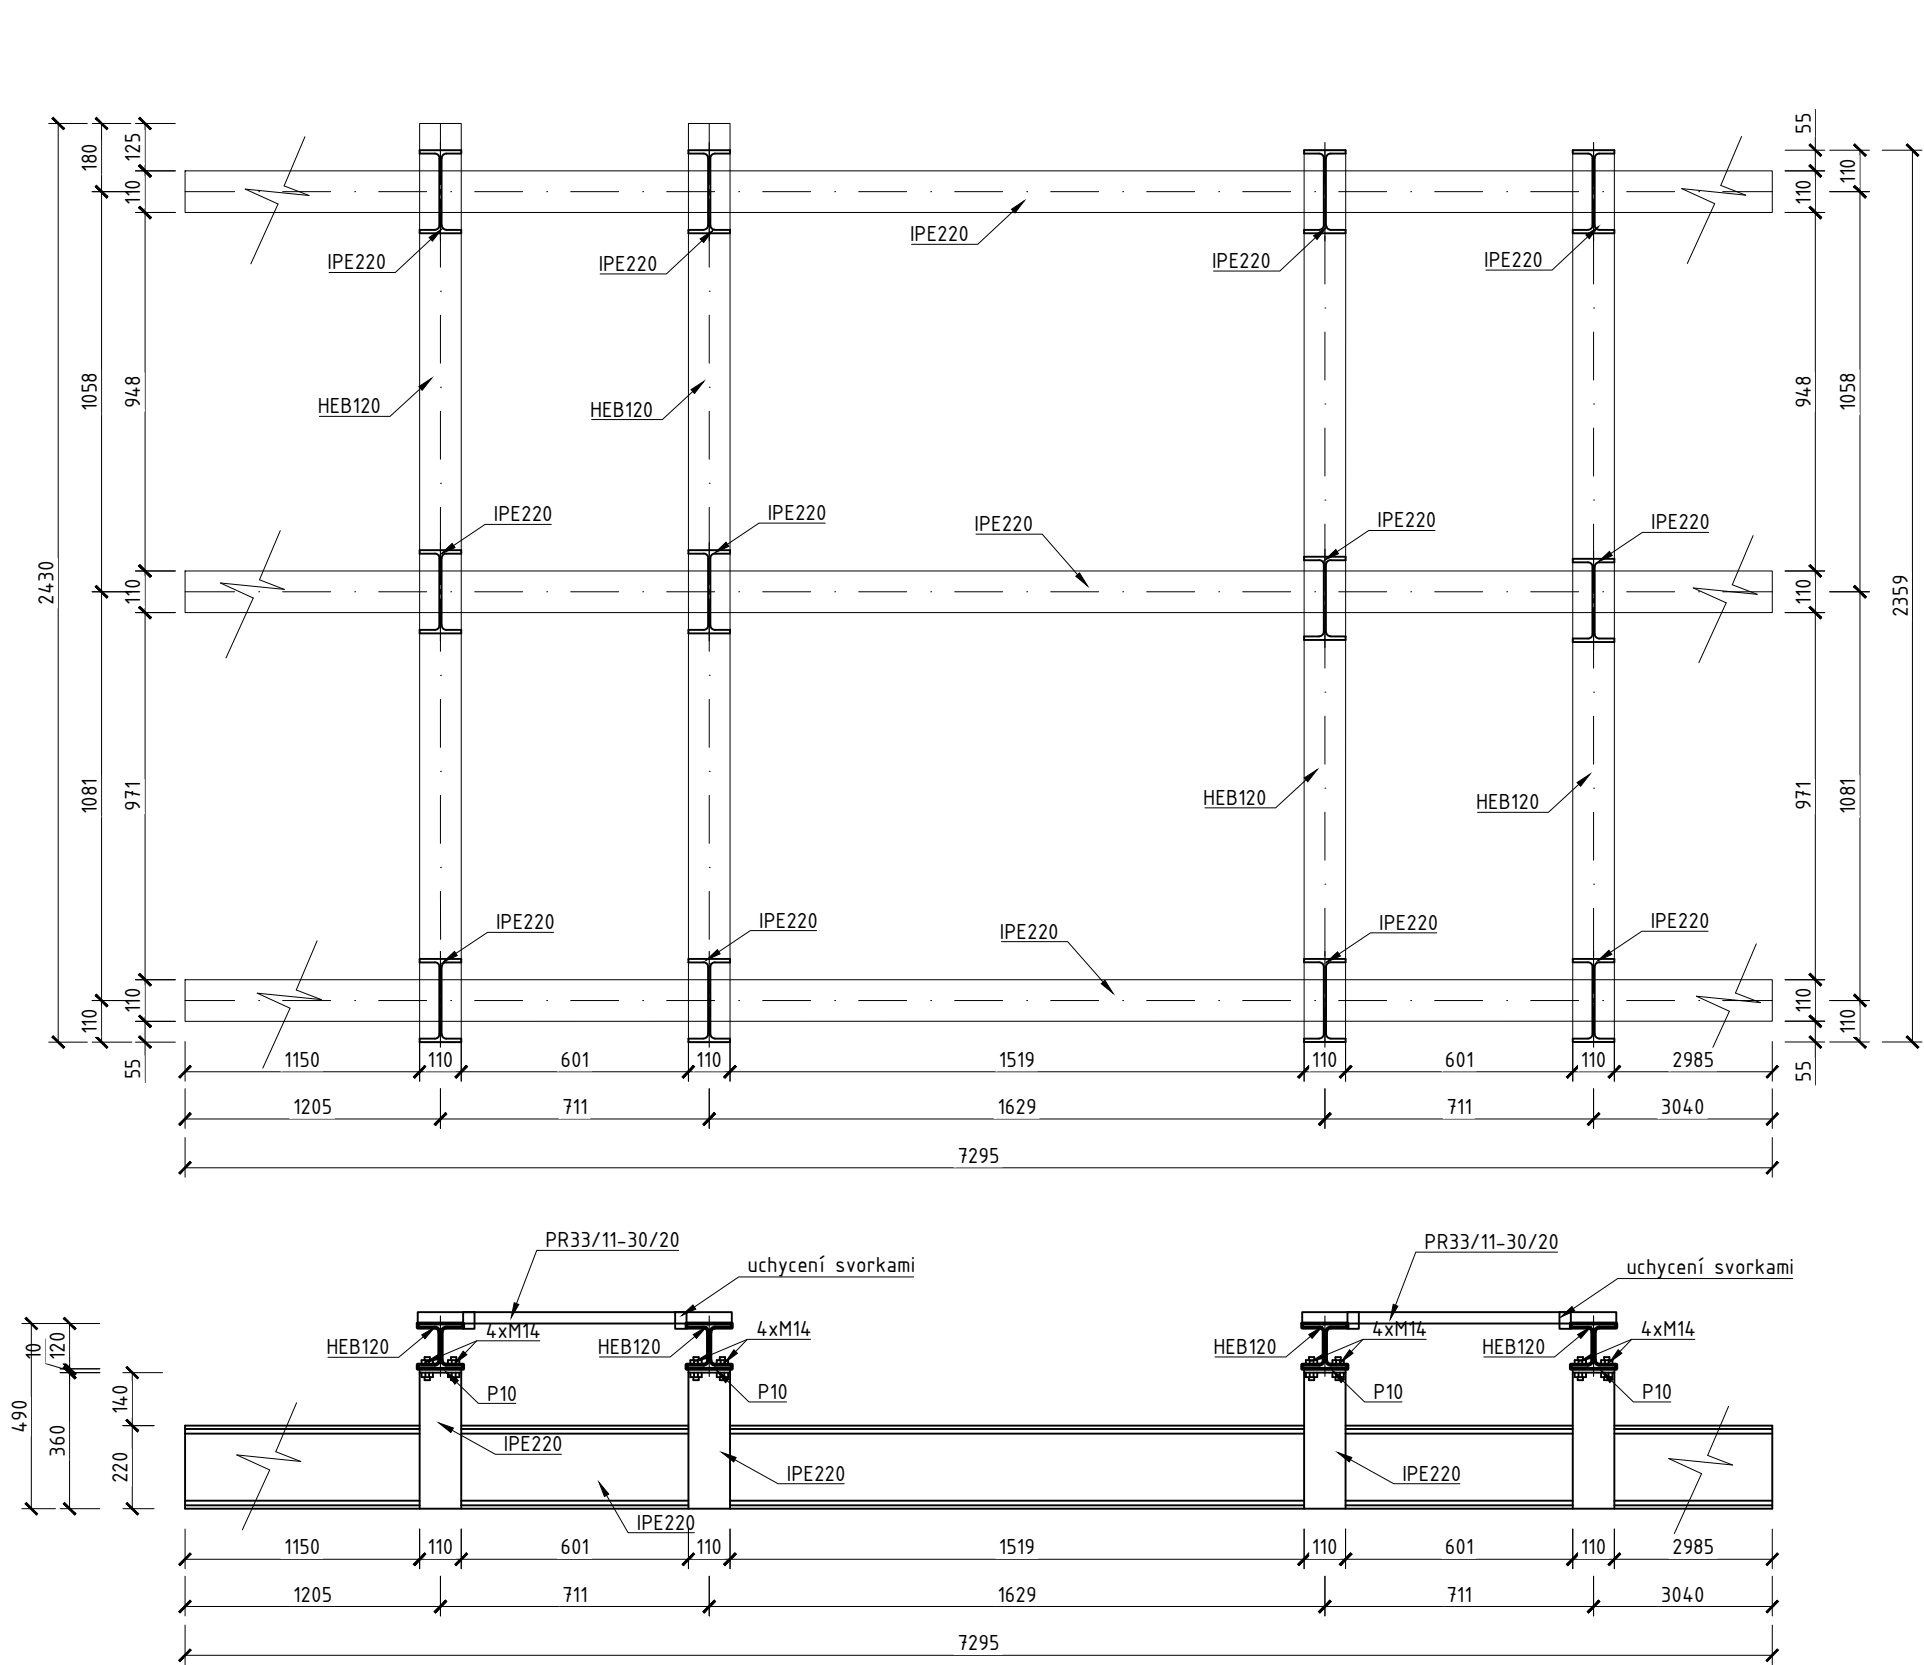 55
125
180
110
110
110
IPE220
IPE220
IPE220
IPE220
IPE220
1058
948
948
1058
HEB120
HEB120
IPE220
IPE220
IPE220
IPE220
IPE220
2430
110
110
2359
1081
971
971
1081
HEB120
HEB120
IPE220
IPE220
IPE220
IPE220
IPE220
110
110
110
110
55
55
1150
110
601
110
1519
110
601
110
2985
1205
711
1629
711
3040
7295
PR33/11-30/20
PR33/11-30/20
uchycení svorkami
uchycení svorkami
120
10
HEB120
4xM14
HEB120
4xM14
HEB120
4xM14
HEB120
4xM14
P10
P10
P10
P10
490
360
140
220
IPE220
IPE220
IPE220
IPE220
1150
110
601
110
1519
110
601
110
2985
1205
711
1629
711
3040
7295